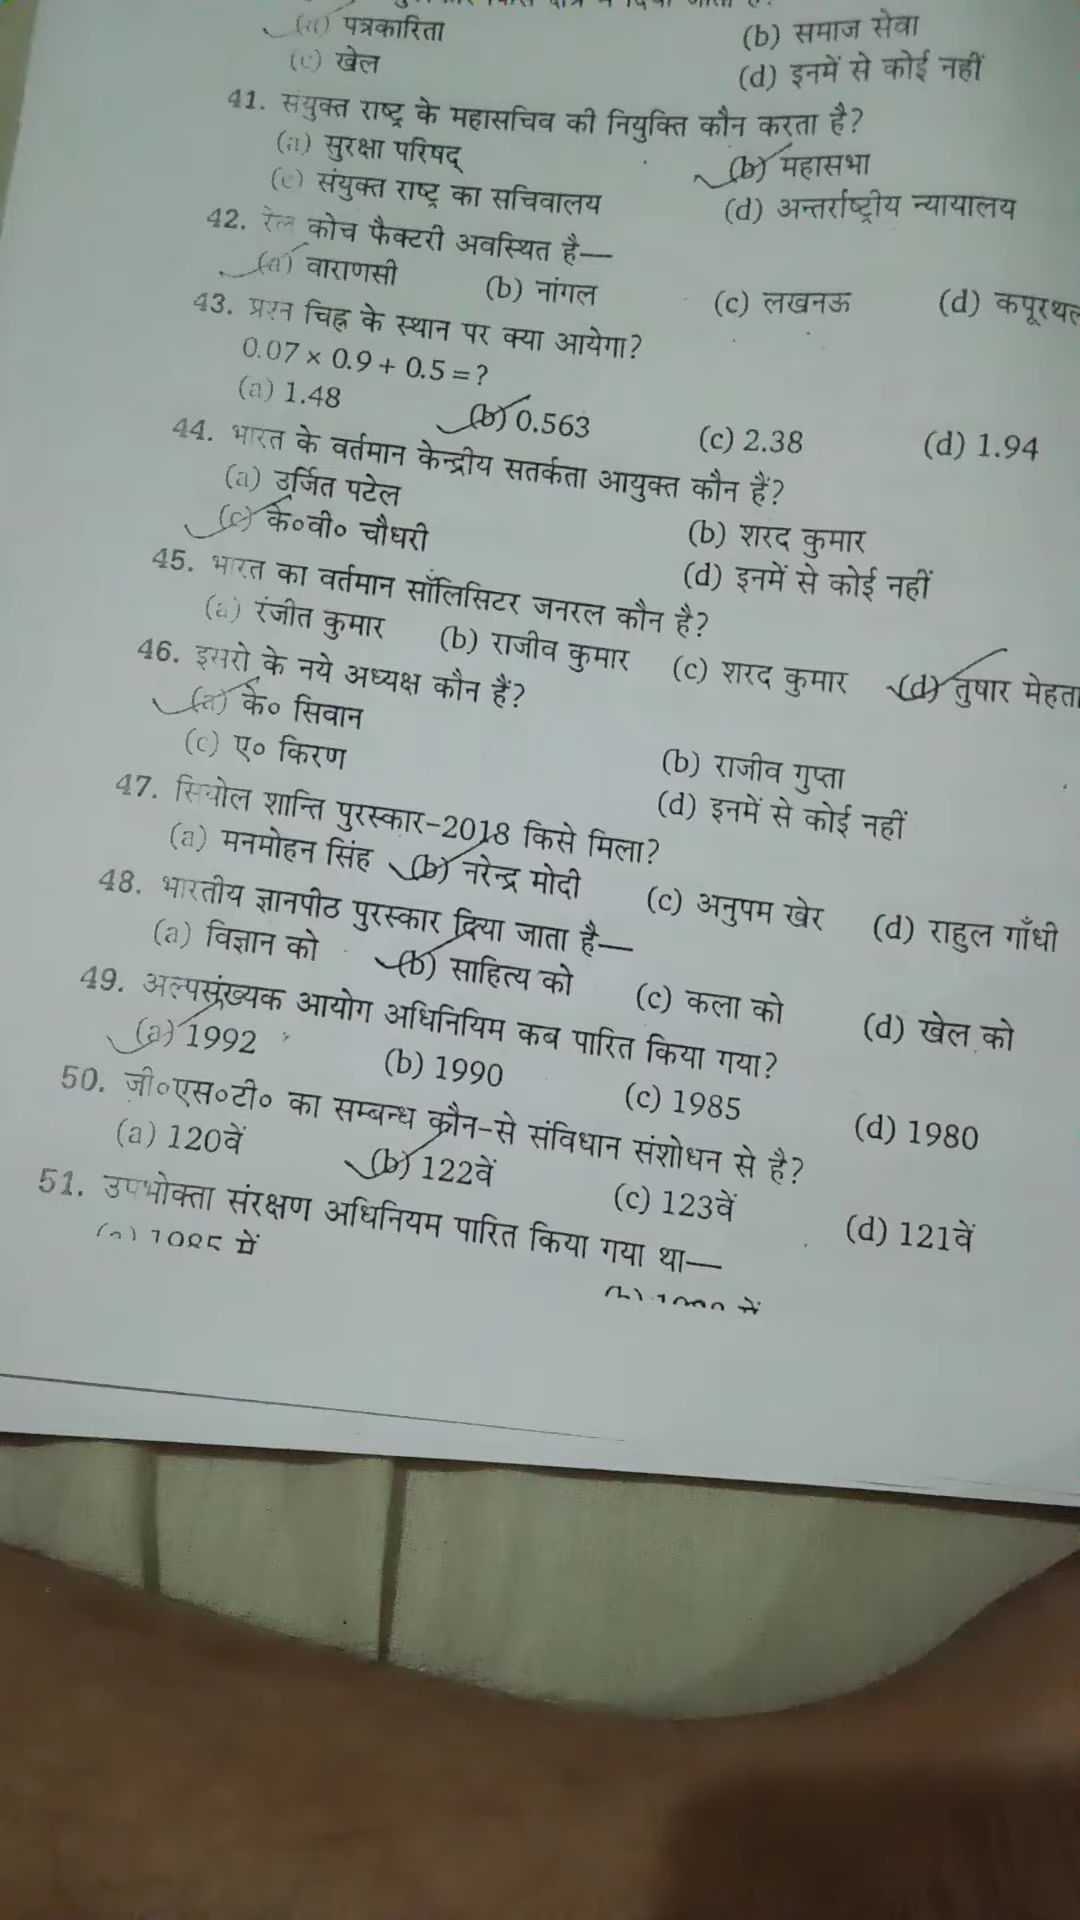 (a) पत्रकारिता (b) समाज सेवा
(c) खेल (d) इनमें से कोई नहीं
41. संयुक्त राष्ट्र के महासचिव की नियुक्ति कौन करता है?
(a) सुरक्षा परिषद् (b) महासभा
(c) संयुक्त राष्ट्र का सचिवालय (d) अन्तर्राष्ट्रीय न्यायालय
42. रेल कोच फैक्टरी अवस्थित है—
(a) वाराणसी (b) नांगल (c) लखनऊ (d) कपूरथल
43. प्रश्न चिह्न के स्थान पर क्या आयेगा?
0.07 × 0.9 + 0.5 = ?
(a) 1.48 (b) 0.563 (c) 2.38 (d) 1.94
44. भारत के वर्तमान केन्द्रीय सतर्कता आयुक्त कौन हैं?
(a) उर्जित पटेल (b) शरद कुमार
(c) के०वी० चौधरी (d) इनमें से कोई नहीं
45. भारत का वर्तमान सॉलिसिटर जनरल कौन है?
(a) रंजीत कुमार (b) राजीव कुमार (c) शरद कुमार (d) तुषार मेहता
46. इसरो के नये अध्यक्ष कौन हैं?
(a) के० सिवान (b) राजीव गुप्ता
(c) ए० किरण (d) इनमें से कोई नहीं
47. सियोल शान्ति पुरस्कार-2018 किसे मिला?
(a) मनमोहन सिंह (b) नरेन्द्र मोदी (c) अनुपम खेर (d) राहुल गाँधी
48. भारतीय ज्ञानपीठ पुरस्कार दिया जाता है—
(a) विज्ञान को (b) साहित्य को (c) कला को (d) खेल को
49. अल्पसंख्यक आयोग अधिनियिम कब पारित किया गया?
(a) 1992 (b) 1990 (c) 1985 (d) 1980
50. जी०एस०टी० का सम्बन्ध कौन-से संविधान संशोधन से है?
(a) 120वें (b) 122वें (c) 123वें (d) 121वें
51. उपभोक्ता संरक्षण अधिनियम पारित किया गया था—
में